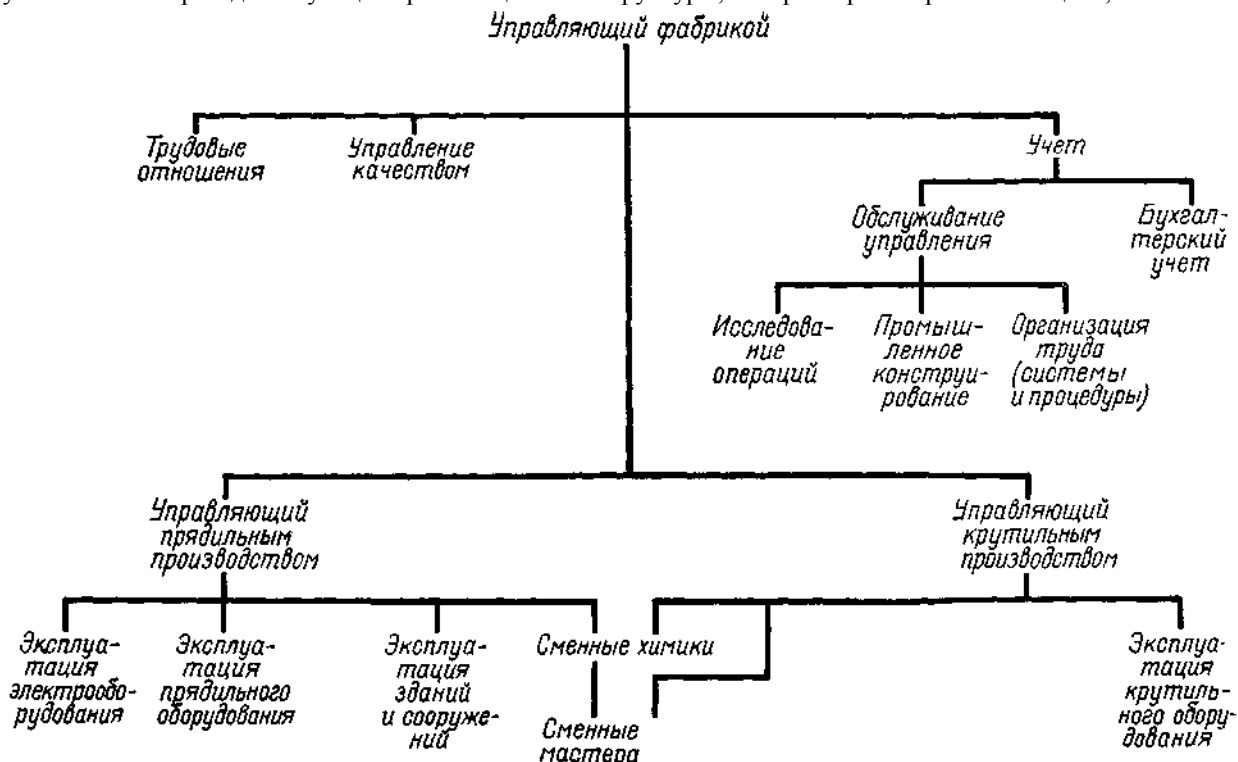 Управляющий фабрикой
Трудовые
отношения
Управление
качеством
Учет
Обслуживание
управления
Бухгал-
терский
учет
Исследова-
ние
операций
Промыш-
ленное
конструи-
рование
Организация
труда
(системы
и процедуры)
Управляющий
прядильным
производством
Управляющий
крутильным
производством
Эксплуа-
тация
электрообо-
рудования
Эксплуа-
тация
прядильного
оборудования
Эксплуа-
тация
зданий
и сооруже-
ний
Сменные химики
Сменные
мастера
Эксплуа-
тация
крутиль-
ного обору-
дования